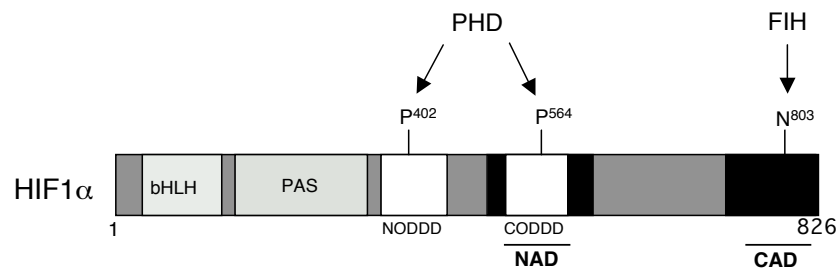 PHD FIH
P402 P564 N803
HIF1α bHLH PAS
1 NODDD CODDD 826
NAD CAD